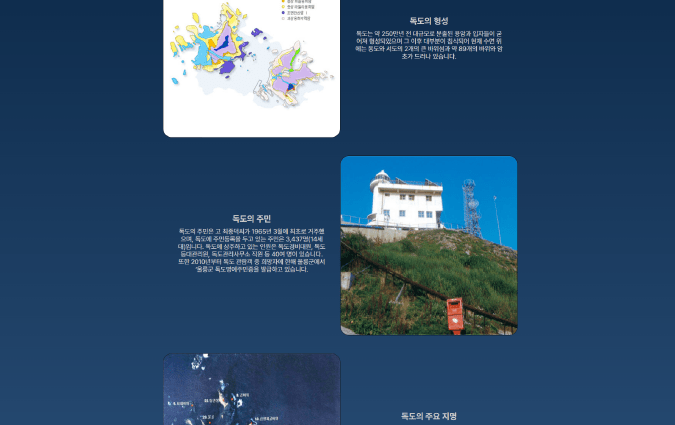 독도의 형성
독도는 약 250만년 전 대규모로 분출된 용암과 입자들이 굳
어져 형성되었으며 그 이후 대부분이 침식되어 현재 수면 위
에는 동도와 서도의 2개의 큰 바위섬과 약 89개의 바위와 암
초가 드러나 있습니다.
독도의 주민
독도의 주민은 고 최종덕씨가 1965년 3월에 최초로 거주했
으며, 독도에 주민등록을 두고 있는 주민은 3,437명(14세
대)입니다. 독도에 상주하고 있는 인원은 독도경비대원, 독도
등대관리원, 독도관리사무소 직원 등 40여 명이 있습니다.
또한 2010년부터 독도 관람객 중 희망자에 한해 울릉군에서
'울릉군 독도명예주민증을 발급하고 있습니다.
독도의 주요 지명